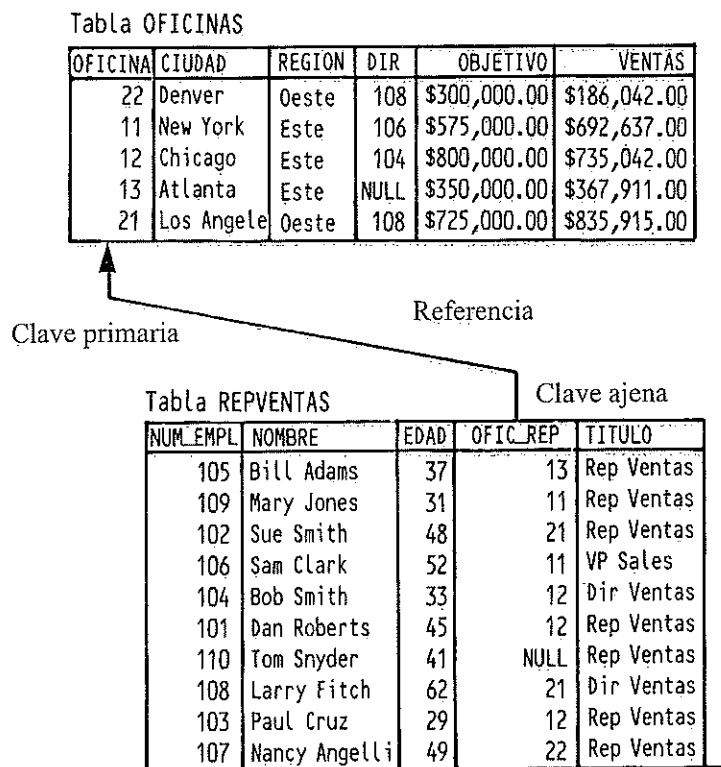 Tabla OFICINAS
OFICINA CIUDAD REGION DIR OBJETIVO VENTAS
22 Denver Oeste 108 $300,000.00 $186,042.00
11 New York Este 106 $575,000.00 $692,637.00
12 Chicago Este 104 $800,000.00 $735,042.00
13 Atlanta Este NULL $350,000.00 $367,911.00
21 Los Angele Oeste 108 $725,000.00 $835,915.00
Referencia
Clave primaria
Clave ajena
Tabla REPVENTAS
NUM_EMPL NOMBRE EDAD OFIC_REP TITULO
105 Bill Adams 37 13 Rep Ventas
109 Mary Jones 31 11 Rep Ventas
102 Sue Smith 48 21 Rep Ventas
106 Sam Clark 52 11 VP Sales
104 Bob Smith 33 12 Dir Ventas
101 Dan Roberts 45 12 Rep Ventas
110 Tom Snyder 41 NULL Rep Ventas
108 Larry Fitch 62 21 Dir Ventas
103 Paul Cruz 29 12 Rep Ventas
107 Nancy Angelli 49 22 Rep Ventas